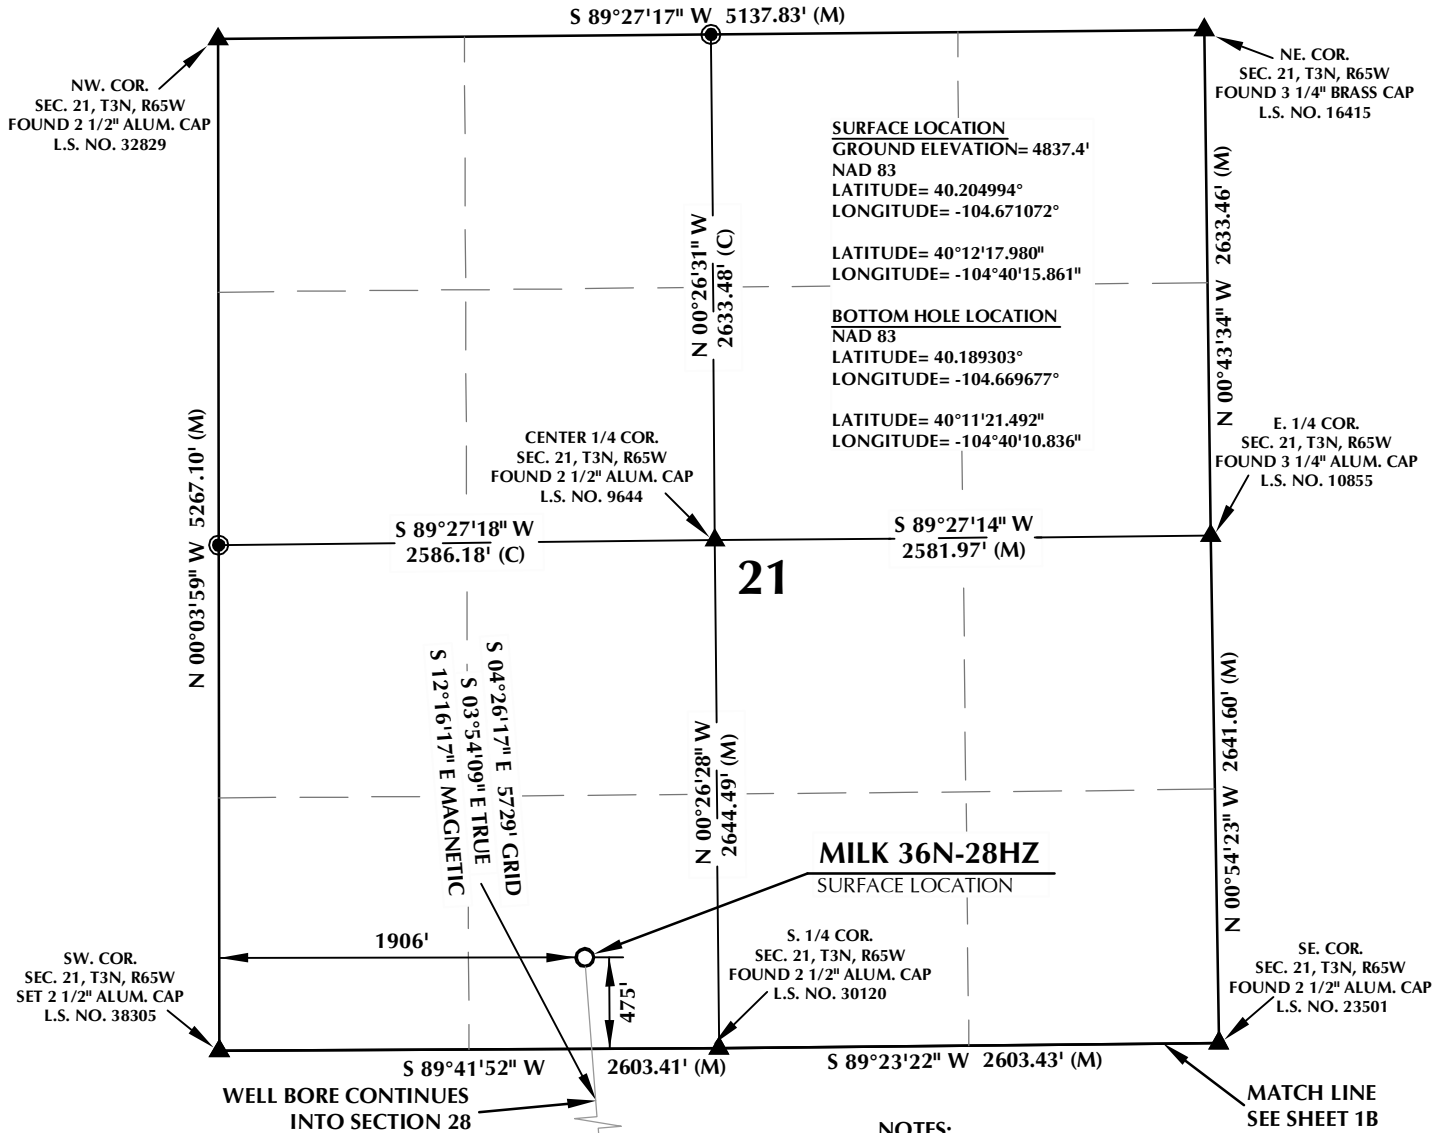 S 89°27'17" W  5137.83' (M)
NW. COR.
SEC. 21, T3N, R65W
FOUND 2 1/2" ALUM. CAP
L.S. NO. 32829
NE. COR.
SEC. 21, T3N, R65W
FOUND 3 1/4" BRASS CAP
L.S. NO. 16415
SURFACE LOCATION
GROUND ELEVATION= 4837.4'
NAD 83
LATITUDE= 40.204994°
LONGITUDE= -104.671072°
LATITUDE= 40°12'17.980"
LONGITUDE= -104°40'15.861"
BOTTOM HOLE LOCATION
NAD 83
LATITUDE= 40.189303°
LONGITUDE= -104.669677°
LATITUDE= 40°11'21.492"
LONGITUDE= -104°40'10.836"
N 00°26'31" W
2633.48' (C)
N 00°43'34" W  2633.46' (M)
N 00°03'59" W  5267.10' (M)
CENTER 1/4 COR.
SEC. 21, T3N, R65W
FOUND 2 1/2" ALUM. CAP
L.S. NO. 9644
E. 1/4 COR.
SEC. 21, T3N, R65W
FOUND 3 1/4" ALUM. CAP
L.S. NO. 10855
S 89°27'18" W
2586.18' (C)
S 89°27'14" W
2581.97' (M)
21
S 04°26'17" E  5729' GRID
S 03°54'09" E TRUE
S 12°16'17" E MAGNETIC
N 00°26'28" W
2644.49' (M)
N 00°54'23" W  2641.60' (M)
MILK 36N-28HZ
SURFACE LOCATION
1906'
475'
SW. COR.
SEC. 21, T3N, R65W
SET 2 1/2" ALUM. CAP
L.S. NO. 38305
S. 1/4 COR.
SEC. 21, T3N, R65W
FOUND 2 1/2" ALUM. CAP
L.S. NO. 30120
SE. COR.
SEC. 21, T3N, R65W
FOUND 2 1/2" ALUM. CAP
L.S. NO. 23501
S 89°41'52" W  2603.41' (M)
S 89°23'22" W  2603.43' (M)
WELL BORE CONTINUES
INTO SECTION 28
MATCH LINE
SEE SHEET 1B
NOTES: